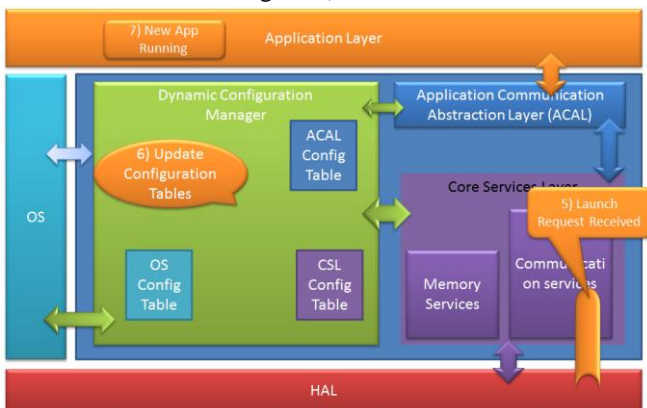 7) New App
Running
Application Layer
Dynamic Configuration
Manager
Application Communication
Abstraction Layer (ACAL)
ACAL
Config
Table
6) Update
Configuration
Tables
OS
Core Services Layer
5) Launch
Request Received
OS
Config
Table
CSL
Config
Table
Memory
Services
Communicati
on services
HAL